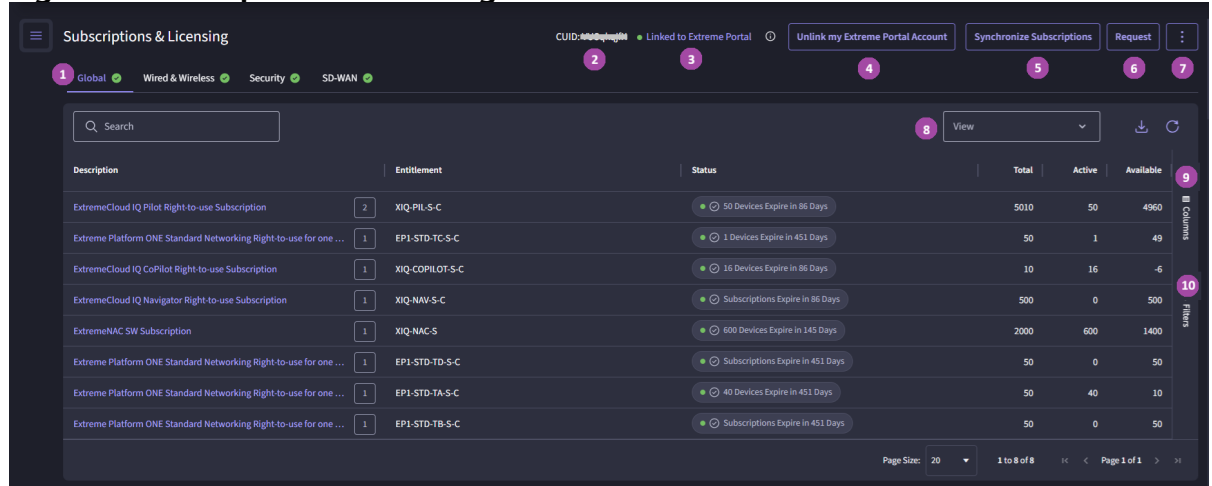 Subscriptions & Licensing
CUID:
Linked to Extreme Portal
Unlink my Extreme Portal Account
Synchronize Subscriptions
Request
2
3
4
5
6
7
1
Global
Wired & Wireless
Security
SD-WAN
Search
8
View
Description
Entitlement
Status
Total
Active
Available
9
Columns
ExtremeCloud IQ Pilot Right-to-use Subscription 2 XIQ-PIL-S-C 50 Devices Expire in 86 Days 5010 50 4960
Extreme Platform ONE Standard Networking Right-to-use for one ... 1 EP1-STD-TC-S-C 1 Devices Expire in 451 Days 50 1 49
ExtremeCloud IQ CoPilot Right-to-use Subscription 1 XIQ-COPILOT-S-C 16 Devices Expire in 86 Days 10 16 -6
10
Filters
ExtremeCloud IQ Navigator Right-to-use Subscription 1 XIQ-NAV-S-C Subscriptions Expire in 86 Days 500 0 500
ExtremeNAC SW Subscription 1 XIQ-NAC-S 600 Devices Expire in 145 Days 2000 600 1400
Extreme Platform ONE Standard Networking Right-to-use for one ... 1 EP1-STD-TD-S-C Subscriptions Expire in 451 Days 50 0 50
Extreme Platform ONE Standard Networking Right-to-use for one ... 1 EP1-STD-TA-S-C 40 Devices Expire in 451 Days 50 40 10
Extreme Platform ONE Standard Networking Right-to-use for one ... 1 EP1-STD-TB-S-C Subscriptions Expire in 451 Days 50 0 50
Page Size: 20
1 to 8 of 8
Page 1 of 1